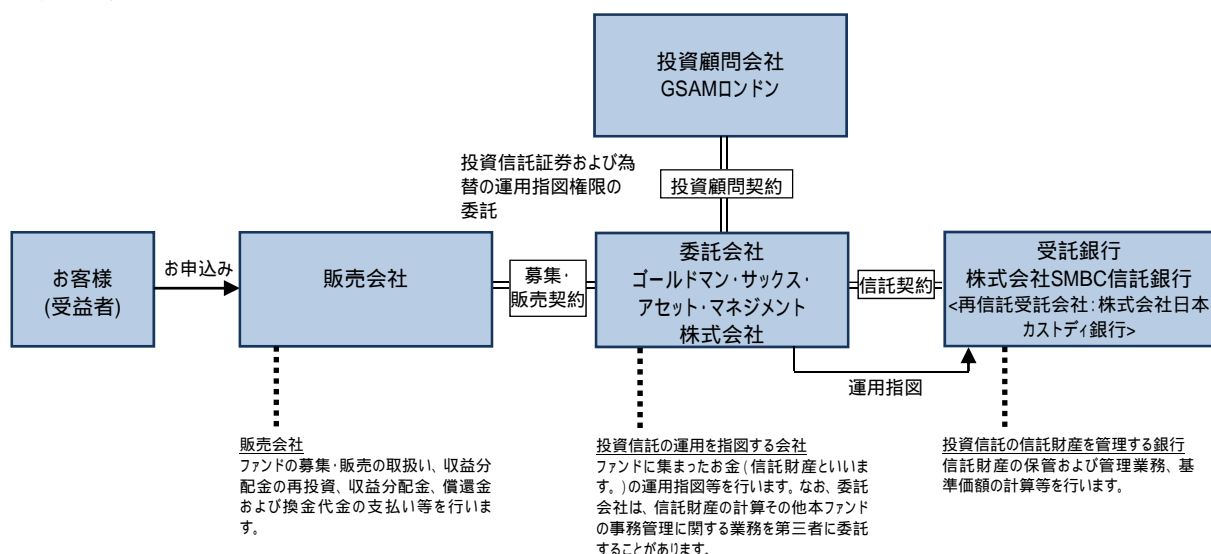 投資顧問会社
GSAMロンドン
投資信託証券および為
替の運用指図権限の
委託
投資顧問契約
お客様
(受益者)
お申込み
販売会社
募集・
販売契約
委託会社
ゴールドマン・サックス・
アセット・マネジメント
株式会社
信託契約
受託銀行
株式会社SMBC信託銀行
<再信託受託会社:株式会社日本
カストディ銀行>
運用指図
販売会社
ファンドの募集・販売の取扱い、収益分
配金の再投資、収益分配金、償還金
および換金代金の支払い等を行いま
す。
投資信託の運用を指図する会社
ファンドに集まったお金(信託財産といいま
す。)の運用指図等を行います。なお、委託
会社は、信託財産の計算その他本ファンド
の事務管理に関する業務を第三者に委託
することがあります。
投資信託の信託財産を管理する銀行
信託財産の保管および管理業務、基
準価額の計算等を行います。